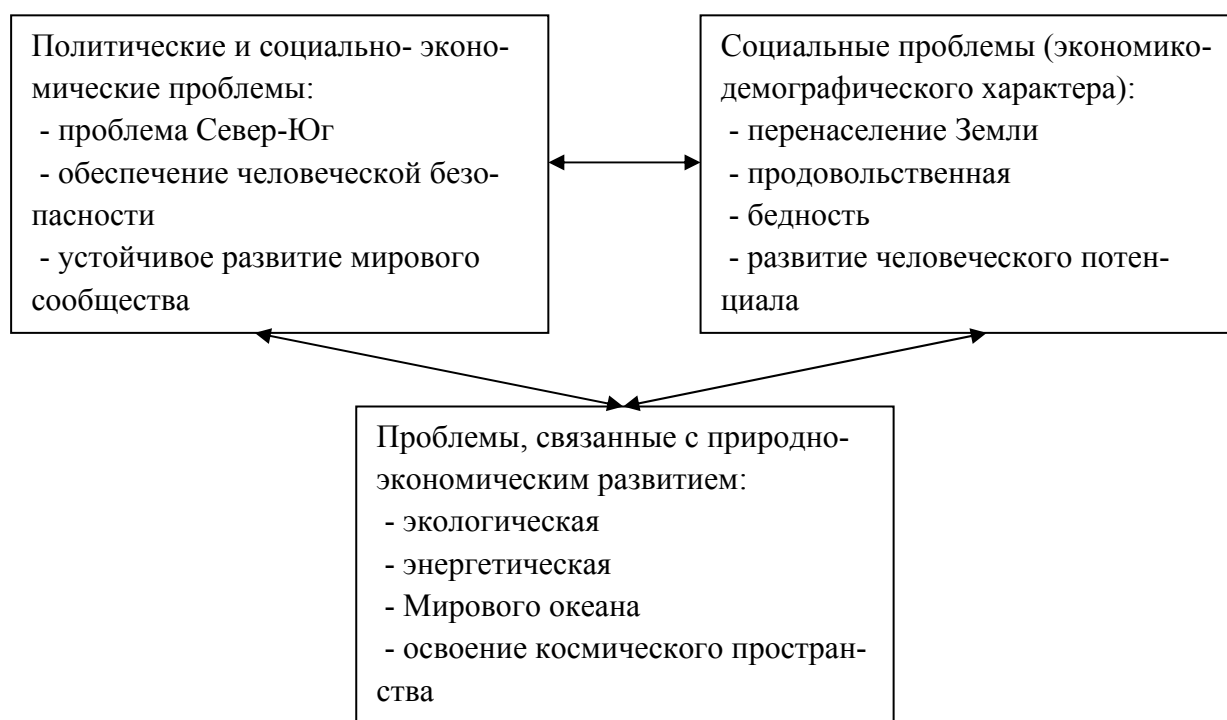 Политические и социально- эконо-
мические проблемы:
- проблема Север-Юг
- обеспечение человеческой безо-
пасности
- устойчивое развитие мирового
сообщества
Социальные проблемы (экономико-
демографического характера):
- перенаселение Земли
- продовольственная
- бедность
- развитие человеческого потен-
циала
Проблемы, связанные с природно-
экономическим развитием:
- экологическая
- энергетическая
- Мирового океана
- освоение космического простран-
ства